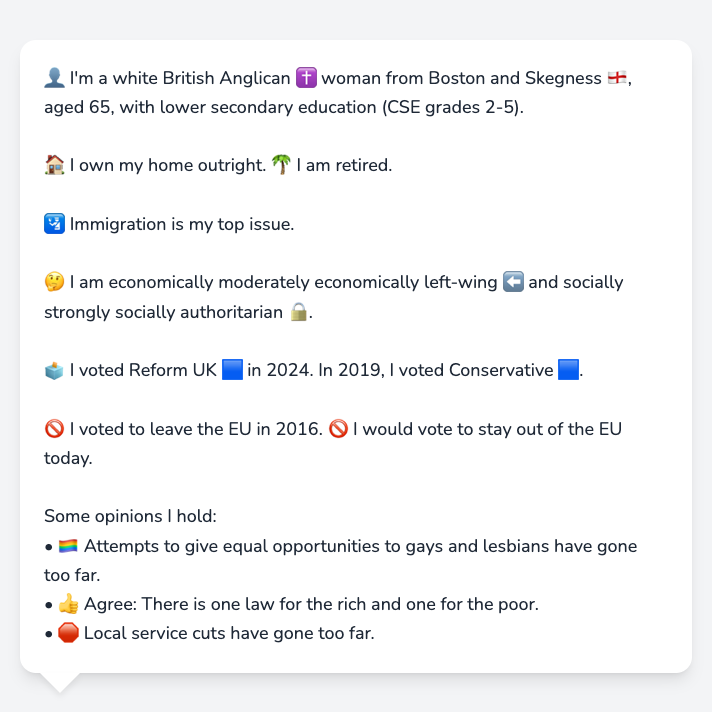 👤 I'm a white British Anglican ✝️ woman from Boston and Skegness 🏴󠁧󠁢󠁥󠁮󠁧󠁿,
aged 65, with lower secondary education (CSE grades 2-5).
🏠 I own my home outright. 🌴 I am retired.
🛂 Immigration is my top issue.
🤔 I am economically moderately economically left-wing ⬅️ and socially
strongly socially authoritarian 🔒.
🗳️ I voted Reform UK 🟦 in 2024. In 2019, I voted Conservative 🟦.
🚫 I voted to leave the EU in 2016. 🚫 I would vote to stay out of the EU
today.
Some opinions I hold:
• 🏳️‍🌈 Attempts to give equal opportunities to gays and lesbians have gone
too far.
• 👍 Agree: There is one law for the rich and one for the poor.
• 🛑 Local service cuts have gone too far.